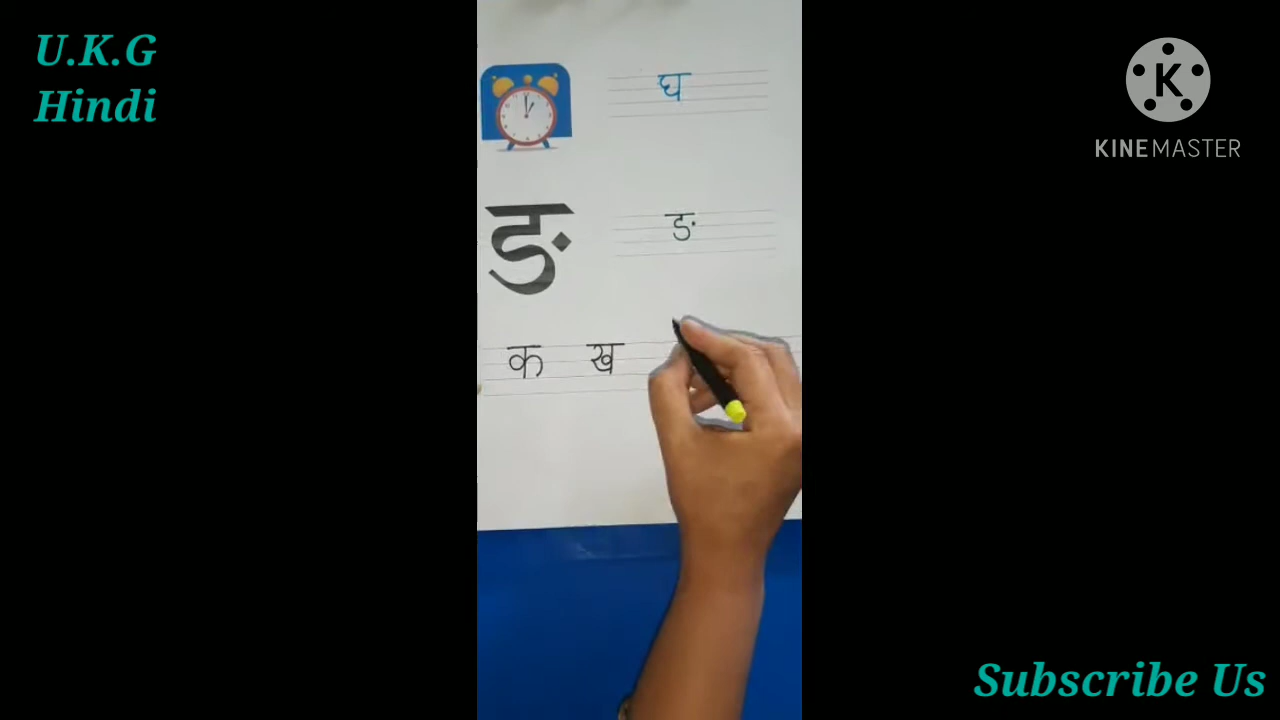 U.K.G
Hindi
K
KINEMASTER
घ
ङ
ङ
क ख
Subscribe Us